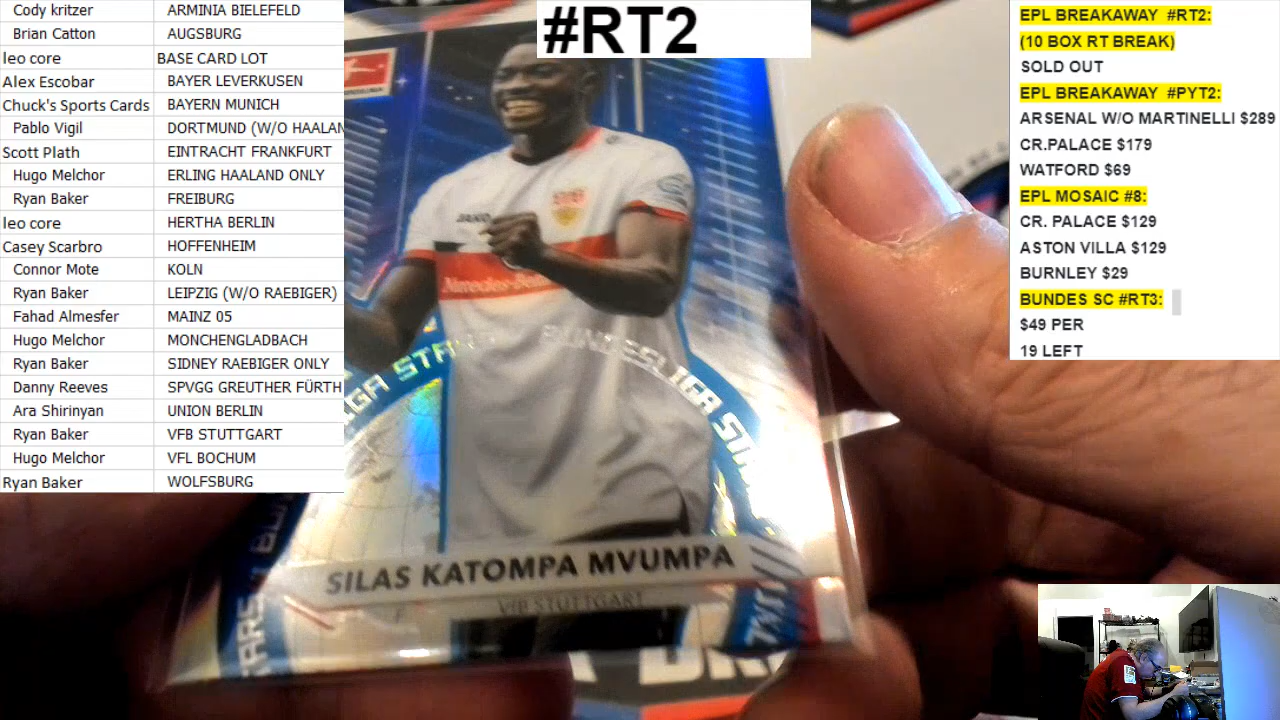 #RT2
Cody kritzer ARMINIA BIELEFELD
Brian Catton AUGSBURG
leo core BASE CARD LOT
Alex Escobar BAYER LEVERKUSEN
Chuck's Sports Cards BAYERN MUNICH
Pablo Vigil DORTMUND (W/O HAALAN
Scott Plath EINTRACHT FRANKFURT
Hugo Melchor ERLING HAALAND ONLY
Ryan Baker FREIBURG
leo core HERTHA BERLIN
Casey Scarbro HOFFENHEIM
Connor Mote KOLN
Ryan Baker LEIPZIG (W/O RAEBIGER)
Fahad Almesfer MAINZ 05
Hugo Melchor MONCHENGLADBACH
Ryan Baker SIDNEY RAEBIGER ONLY
Danny Reeves SPVGG GREUTHER FÜRTH
Ara Shirinyan UNION BERLIN
Ryan Baker VFB STUTTGART
Hugo Melchor VFL BOCHUM
Ryan Baker WOLFSBURG
EPL BREAKAWAY #RT2:
(10 BOX RT BREAK)
SOLD OUT
EPL BREAKAWAY #PYT2:
ARSENAL W/O MARTINELLI $289
CR.PALACE $179
WATFORD $69
EPL MOSAIC #8:
CR. PALACE $129
ASTON VILLA $129
BURNLEY $29
BUNDES SC #RT3:
$49 PER
19 LEFT
JAKO
BUNDESLIGA STA
SILAS KATOMPA MVUMPA
VfB STUTTGART